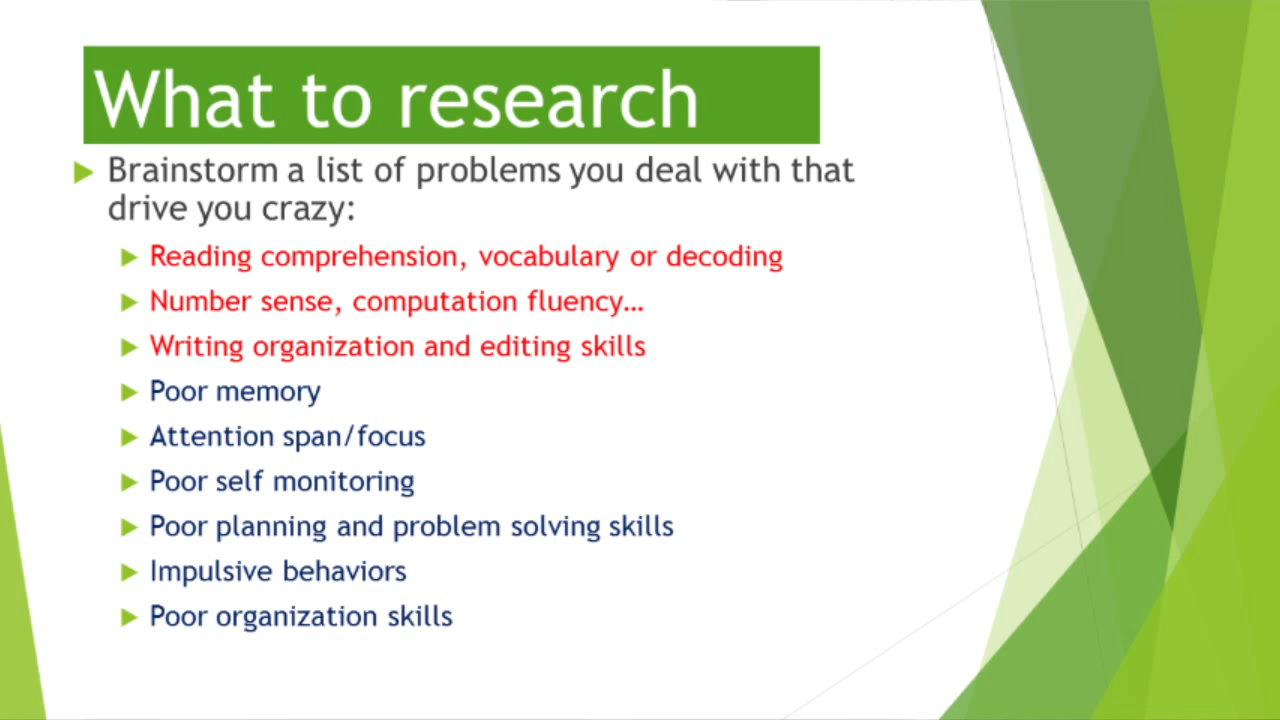 What to research
Brainstorm a list of problems you deal with that
drive you crazy:
Reading comprehension, vocabulary or decoding
Number sense, computation fluency…
Writing organization and editing skills
Poor memory
Attention span/focus
Poor self monitoring
Poor planning and problem solving skills
Impulsive behaviors
Poor organization skills